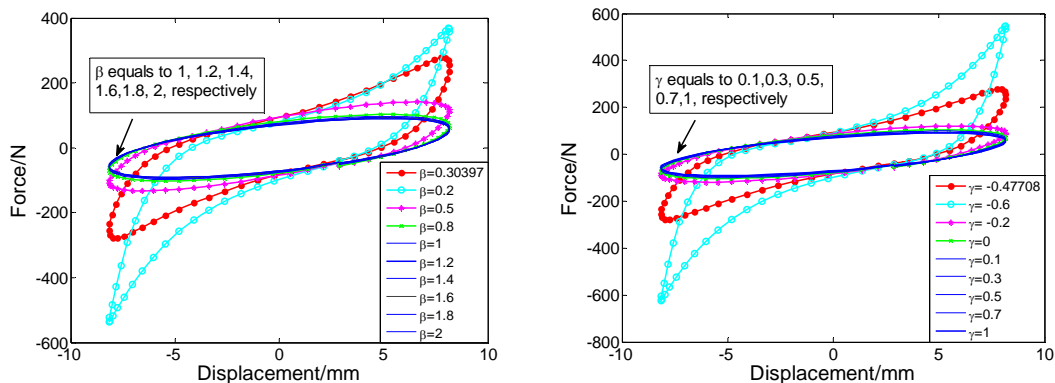 400
200
0
-200
-400
-600
Force/N
β equals to 1, 1.2, 1.4,
1.6,1.8, 2, respectively
β=0.30397
β=0.2
β=0.5
β=0.8
β=1
β=1.2
β=1.4
β=1.6
β=1.8
β=2
-10
-5
0
5
10
Displacement/mm
600
400
200
0
-200
-400
-600
-800
Force/N
γ equals to 0.1,0.3, 0.5,
0.7,1, respectively
γ= -0.47708
γ= -0.6
γ= -0.2
γ=0
γ=0.1
γ=0.3
γ=0.5
γ=0.7
γ=1
-10
-5
0
5
10
Displacement/mm